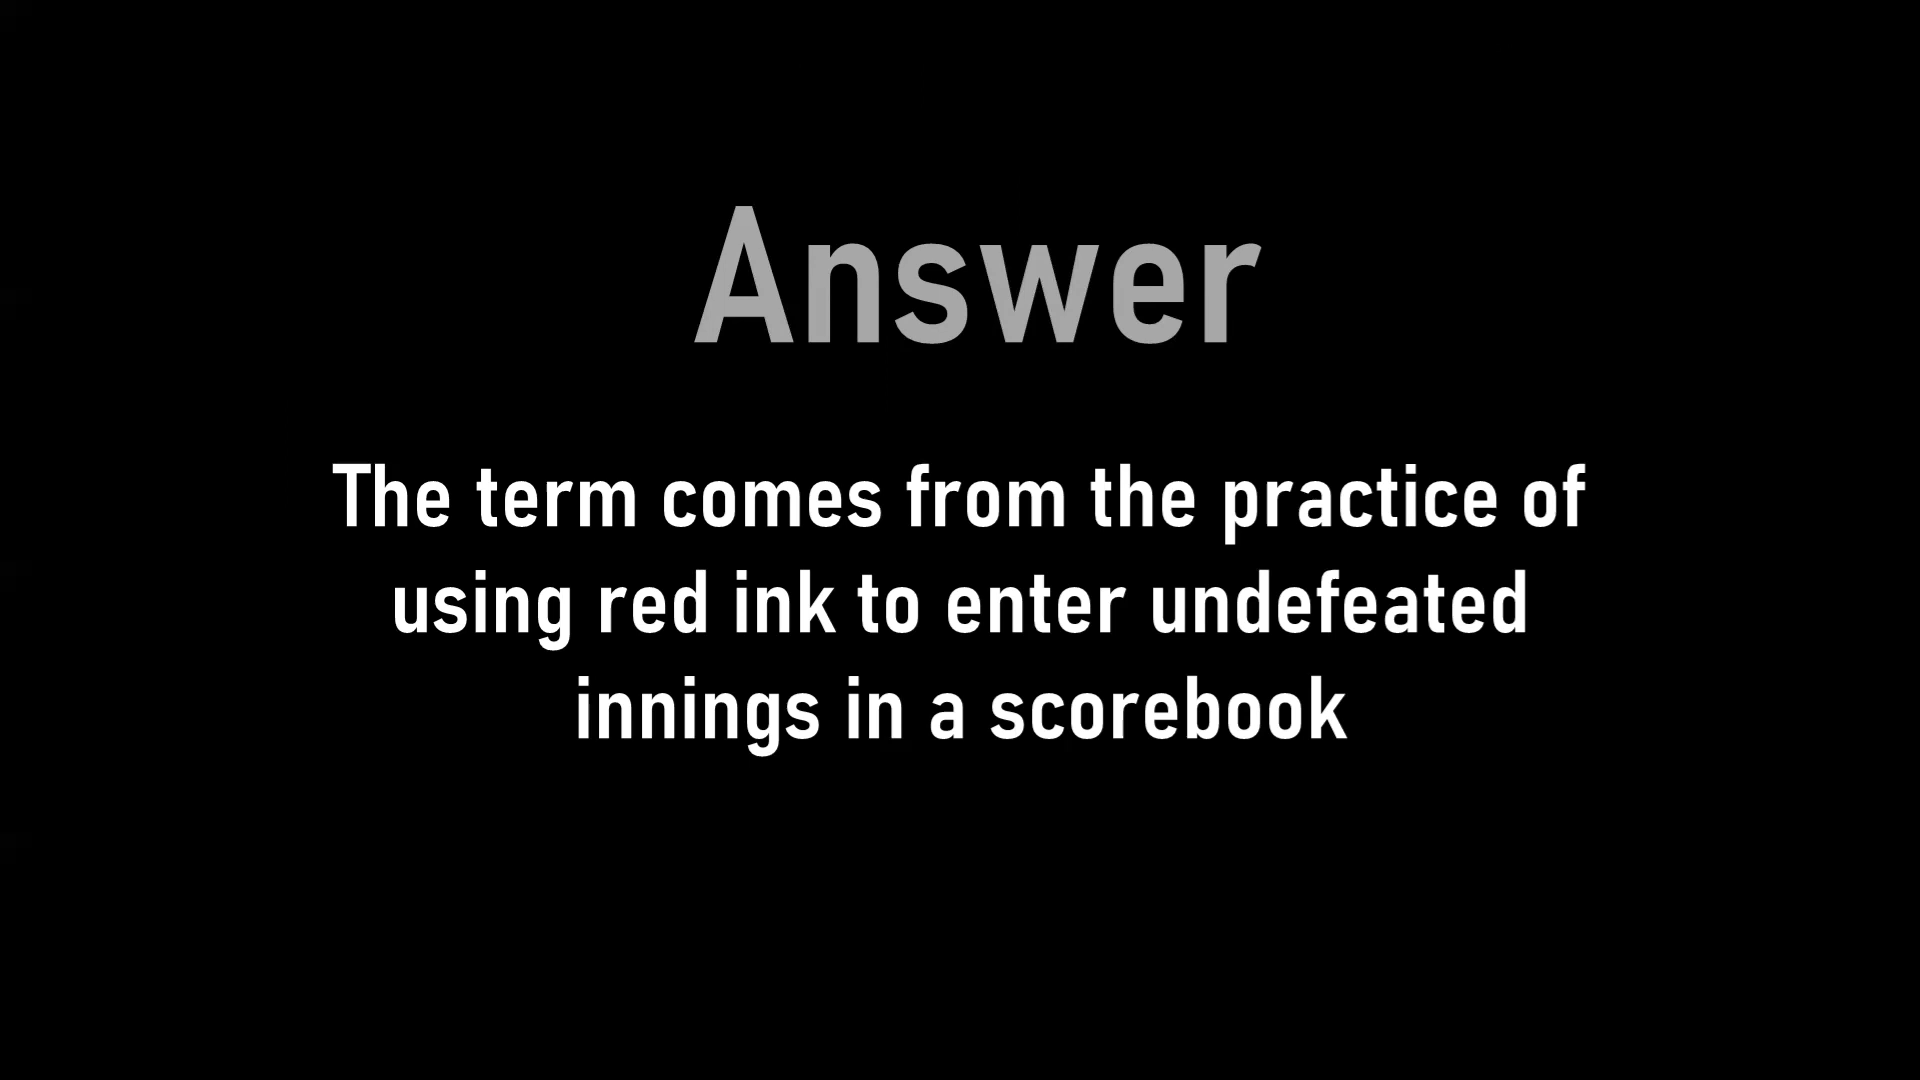 Answer
The term comes from the practice of
using red ink to enter undefeated
innings in a scorebook